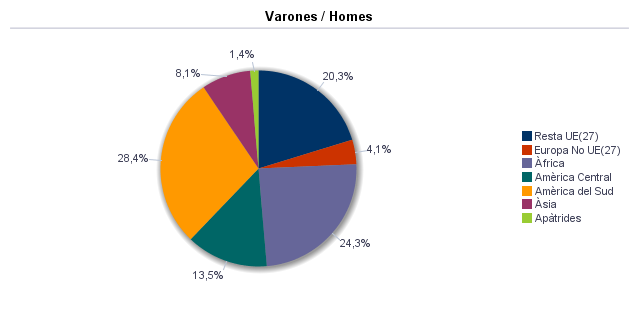 Varones / Homes
1,4%
8,1%
20,3%
4,1%
28,4%
24,3%
13,5%
Resta UE(27)
Europa No UE(27)
Àfrica
Amèrica Central
Amèrica del Sud
Àsia
Apàtrides